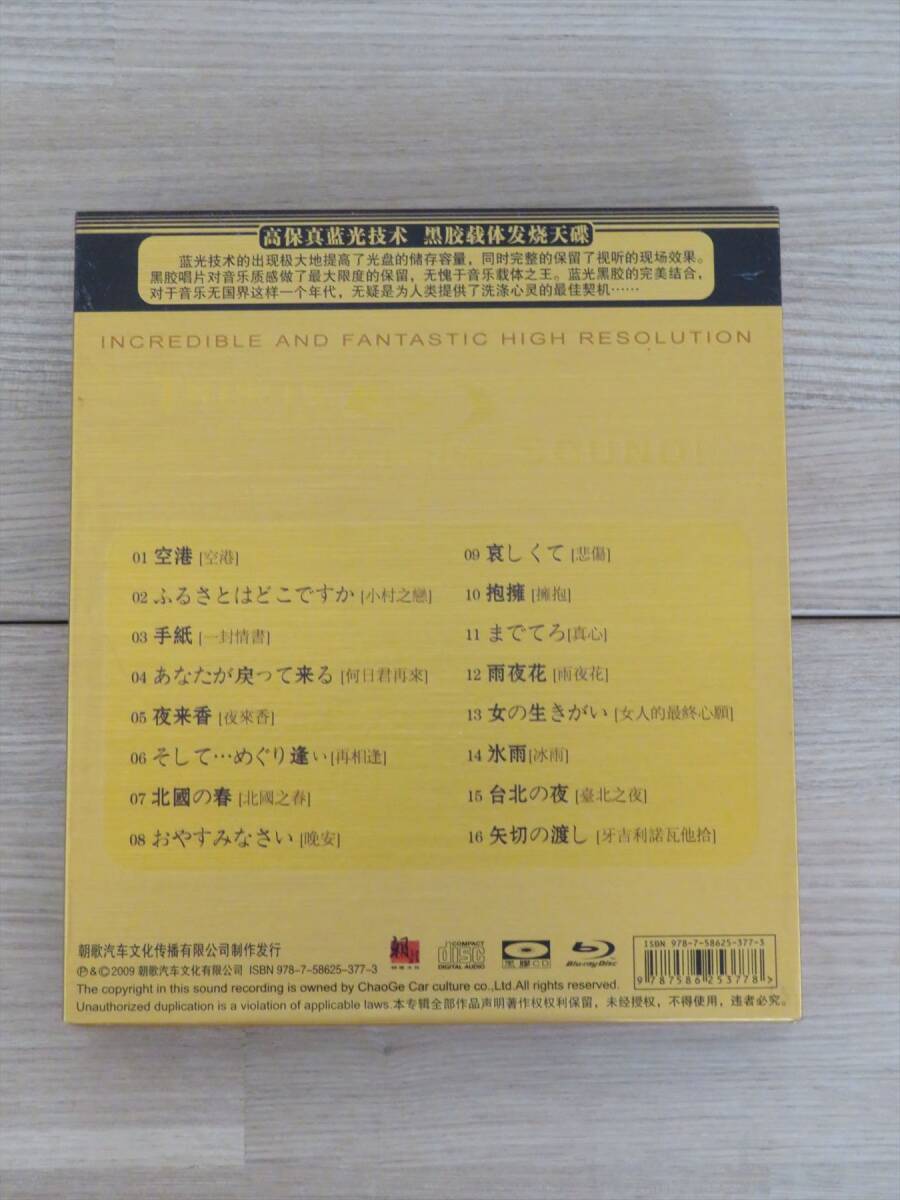 高保真蓝光技术 黑胶载体发烧天碟
蓝光技术的出现极大地提高了光盘的储存容量，同时完整的保留了视听的现场效果。
黑胶唱片对音乐质感做了最大限度的保留，无愧于音乐载体之王。蓝光黑胶的完美结合，
对于音乐无国界这样一个年代，无疑是为人类提供了洗涤心灵的最佳契机……
INCREDIBLE AND FANTASTIC HIGH RESOLUTION
01 空港 [空港]
02 ふるさとはどこですか [小村之戀]
03 手紙 [一封情書]
04 あなたが戻って来る [何日君再來]
05 夜来香 [夜來香]
06 そして…めぐり逢い [再相逢]
07 北國の春 [北國之春]
08 おやすみなさい [晚安]
09 哀しくて [悲傷]
10 抱擁 [擁抱]
11 までてろ[真心]
12 雨夜花 [雨夜花]
13 女の生きがい [女人的最終心願]
14 氷雨[冰雨]
15 台北の夜 [臺北之夜]
16 矢切の渡し [牙吉利諾瓦他拾]
朝歌汽车文化传播有限公司制作发行
℗&©2009 朝歌汽车文化有限公司 ISBN 978-7-58625-377-3
The copyright in this sound recording is owned by ChaoGe Car culture co.,Ltd.All rights reserved.
Unauthorized duplication is a violation of applicable laws.本专辑全部作品声明著作权权利保留，未经授权，不得使用，违者必究。
COMPACT
disc
DIGITAL AUDIO
黑膠CD
Blu-ray Disc
ISBN 978-7-58625-377-3
9 787586 253778 >